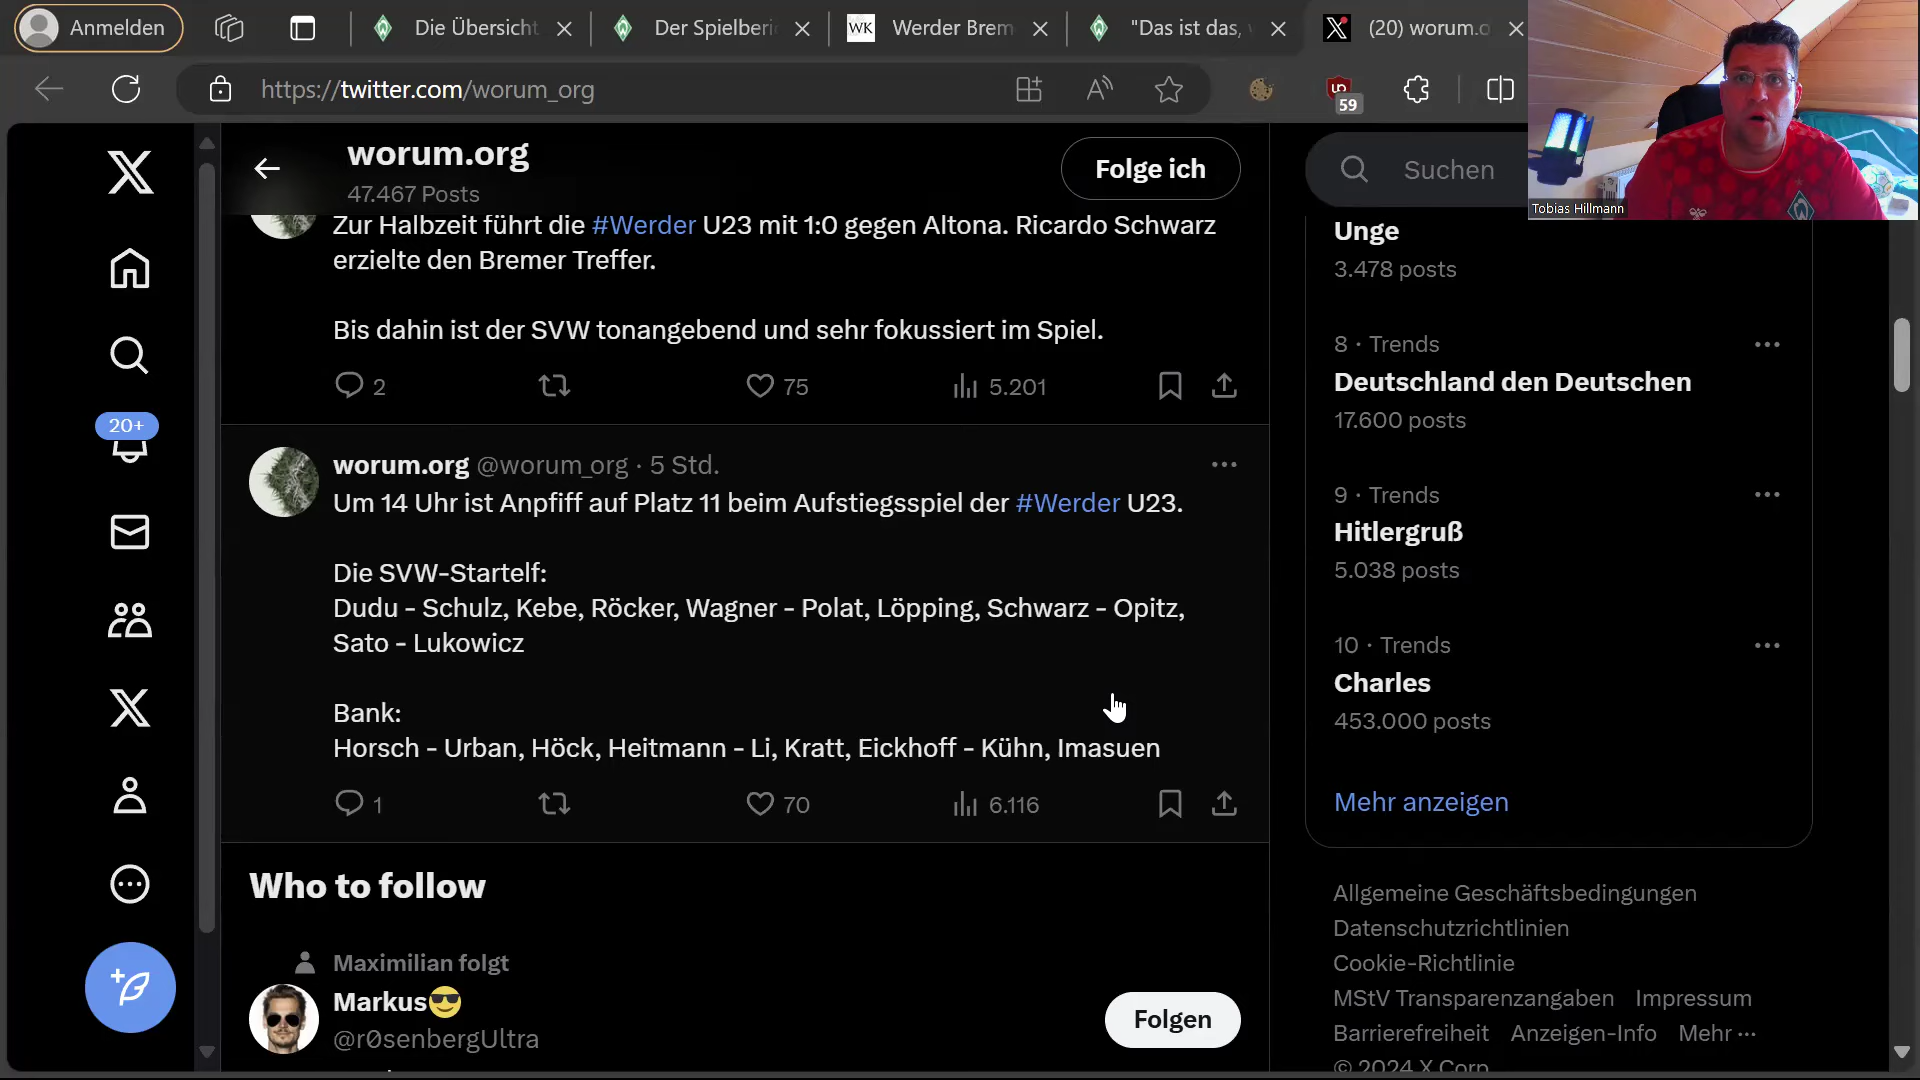 Anmelden
Die Übersicht
Der Spielberi
WK
Werder Brem
"Das ist das,
(20) worum.o
https://twitter.com/worum_org
59
Tobias Hillmann
worum.org
47.467 Posts
Folge ich
Suchen
Zur Halbzeit führt die #Werder U23 mit 1:0 gegen Altona. Ricardo Schwarz
erzielte den Bremer Treffer.
Bis dahin ist der SVW tonangebend und sehr fokussiert im Spiel.
2
75
5.201
20+
worum.org @worum_org · 5 Std.
Um 14 Uhr ist Anpfiff auf Platz 11 beim Aufstiegsspiel der #Werder U23.
Die SVW-Startelf:
Dudu - Schulz, Kebe, Röcker, Wagner - Polat, Löpping, Schwarz - Opitz,
Sato - Lukowicz
Bank:
Horsch - Urban, Höck, Heitmann - Li, Kratt, Eickhoff - Kühn, Imasuen
1
70
6.116
Who to follow
Maximilian folgt
Markus😎
@r0senbergUltra
Folgen
Unge
3.478 posts
8 · Trends
Deutschland den Deutschen
17.600 posts
9 · Trends
Hitlergruß
5.038 posts
10 · Trends
Charles
453.000 posts
Mehr anzeigen
Allgemeine Geschäftsbedingungen
Datenschutzrichtlinien
Cookie-Richtlinie
MStV Transparenzangaben Impressum
Barrierefreiheit Anzeigen-Info Mehr ···
© 2024 X Corp.